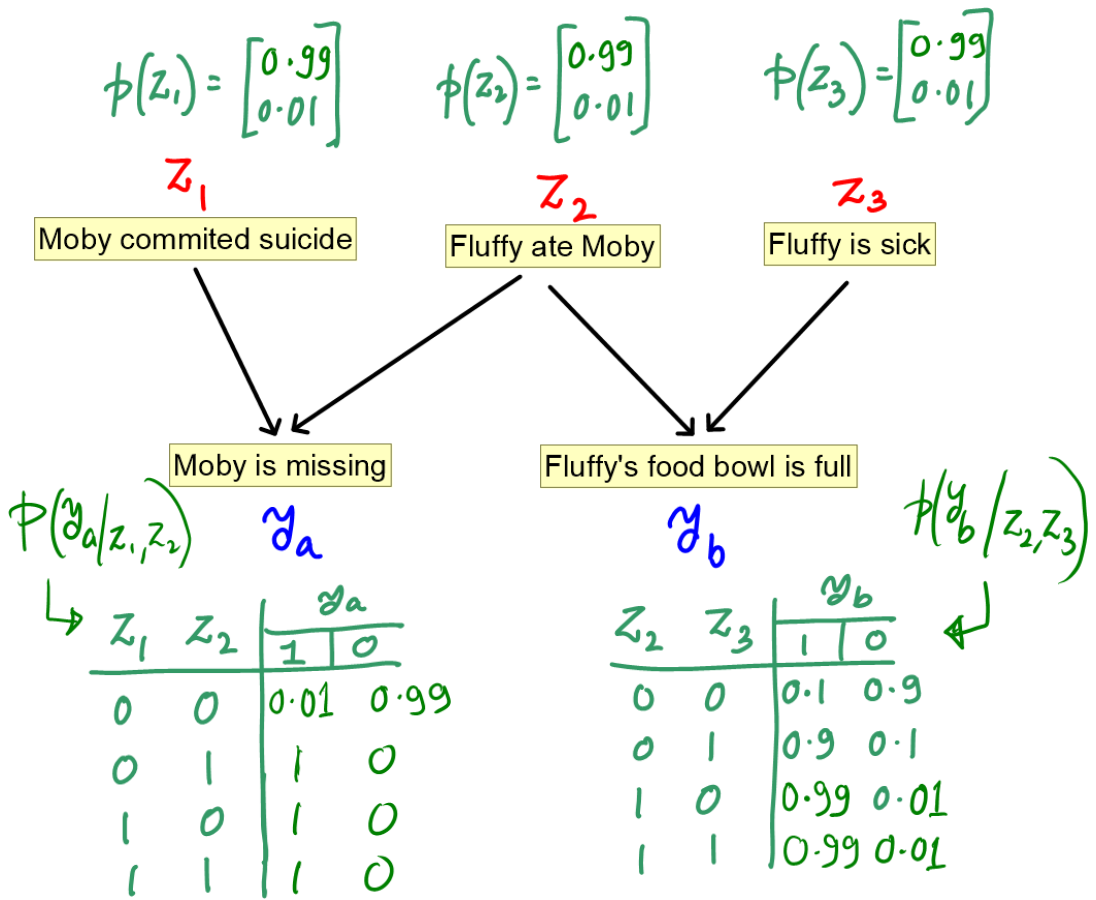 p(z₁) = [0.99 0.01]
p(z₂) = [0.99 0.01]
p(z₃) = [0.99 0.01]
z₁
z₂
z₃
Moby commited suicide
Fluffy ate Moby
Fluffy is sick
Moby is missing
Fluffy's food bowl is full
p(yₐ/z₁,z₂)
yₐ
y_b
p(y_b/z₂,z₃)
z₁ z₂ yₐ
1 0
0 0 0.01 0.99
0 1 1 0
1 0 1 0
1 1 1 0
z₂ z₃ y_b
1 0
0 0 0.1 0.9
0 1 0.9 0.1
1 0 0.99 0.01
1 1 0.99 0.01